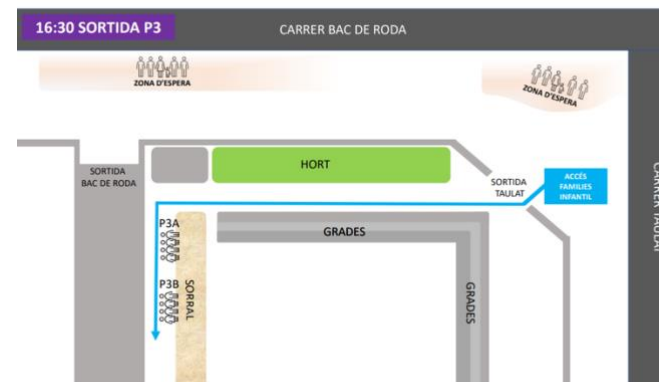 16:30 SORTIDA P3
CARRER BAC DE RODA
ZONA D'ESPERA
ZONA D'ESPERA
HORT
SORTIDA
BAC DE RODA
SORTIDA
TAULAT
ACCÉS
FAMILIES
INFANTIL
CARRER TAULAT
P3A
GRADES
P3B
SORRAL
GRADES